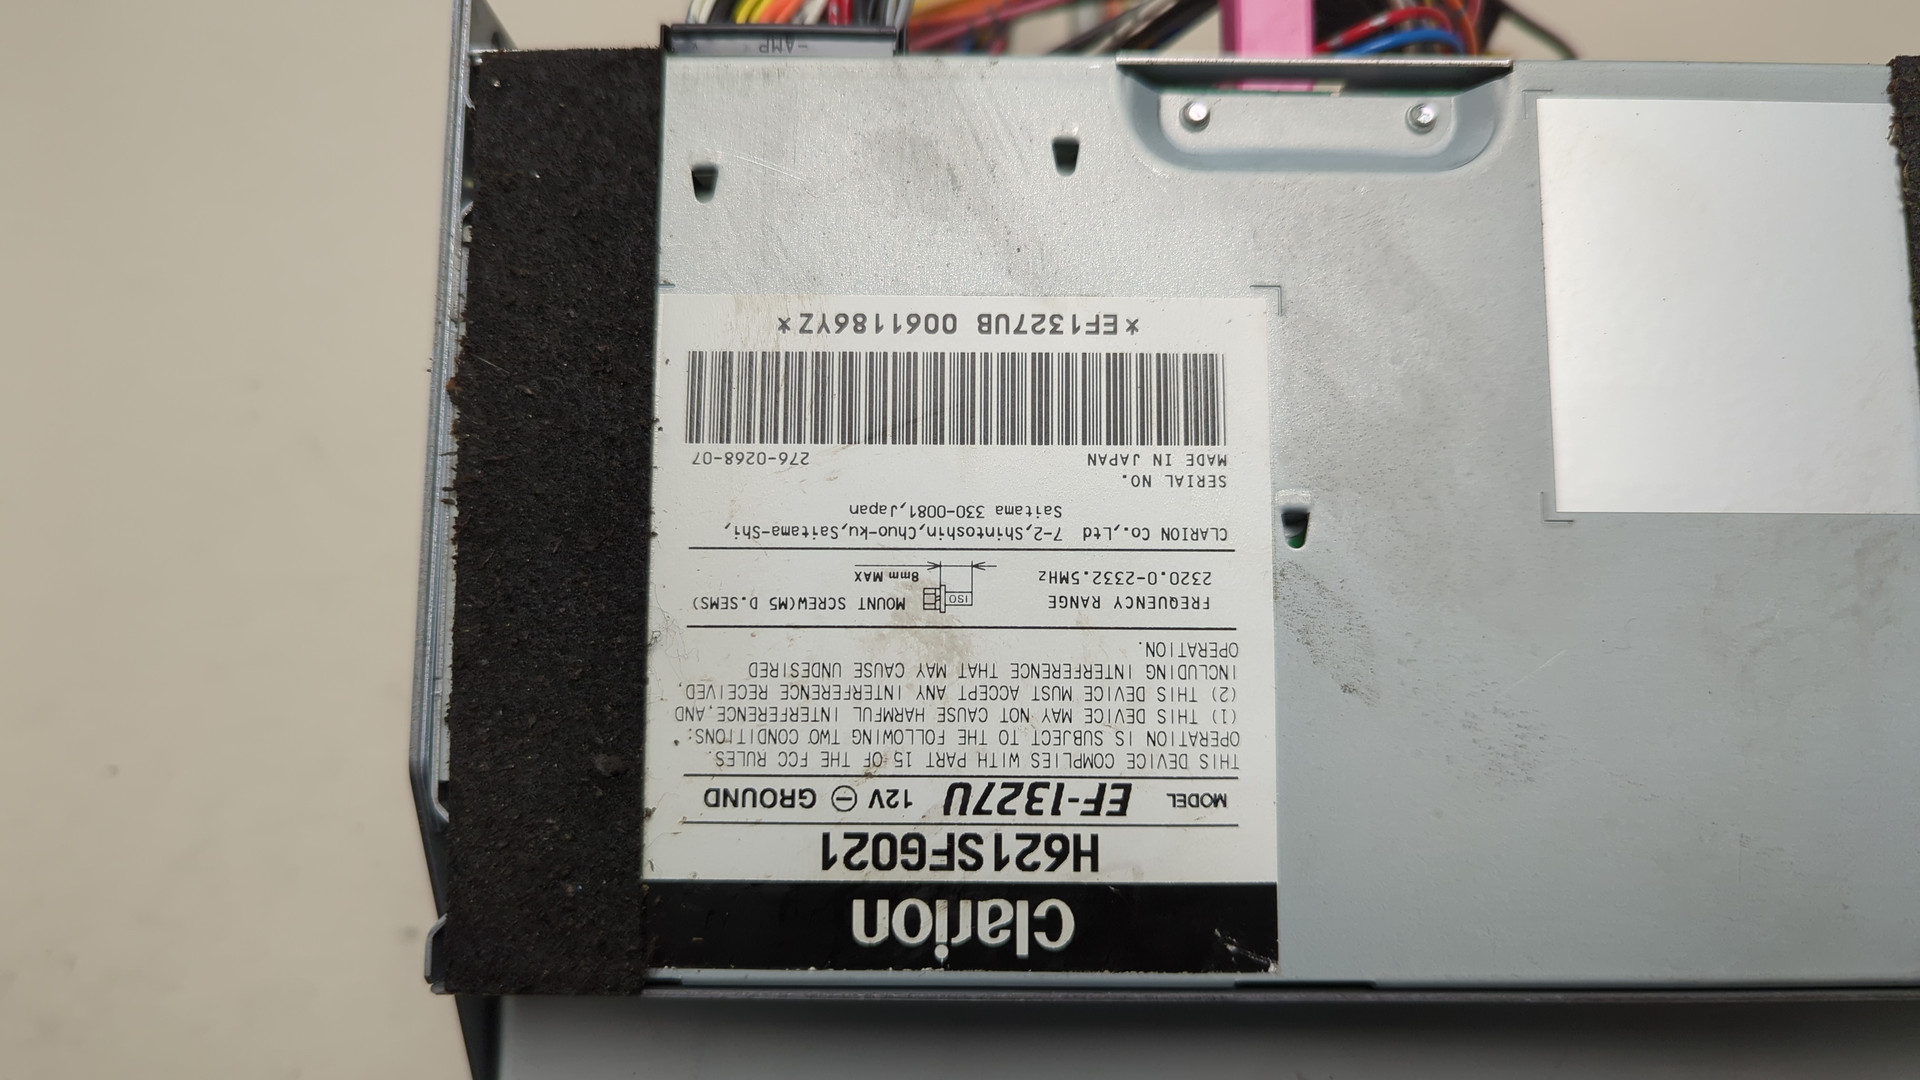 clarion
H621SFG021
MODEL EF-1327U 12V ⊖ GROUND
THIS DEVICE COMPLIES WITH PART 15 OF THE FCC RULES.
OPERATION IS SUBJECT TO THE FOLLOWING TWO CONDITIONS:
(1) THIS DEVICE MAY NOT CAUSE HARMFUL INTERFERENCE,AND
(2) THIS DEVICE MUST ACCEPT ANY INTERFERENCE RECEIVED,
INCLUDING INTERFERENCE THAT MAY CAUSE UNDESIRED
OPERATION.
FREQUENCY RANGE
2320.0-2332.5MHz
ISO
MOUNT SCREW(M5 D.SEMS)
8mm MAX
CLARION Co.,Ltd 7-2,Shintoshin,Chuo-ku,Saitama-Shi,
Saitama 330-0081,Japan
SERIAL NO.
MADE IN JAPAN 276-0268-07
*EF1327UB 0061186YZ*
-AMP